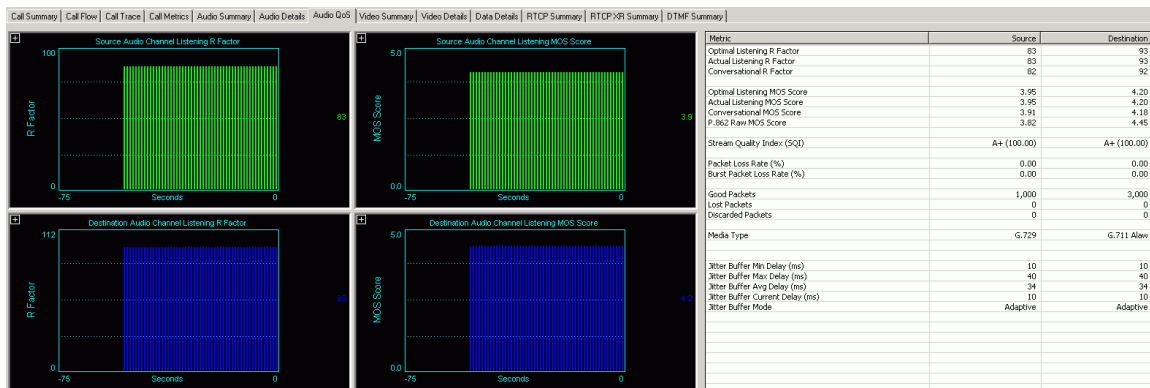 Call Summary Call Flow Call Trace Call Metrics Audio Summary Audio Details Audio QoS Video Summary Video Details Data Details RTCP Summary RTCP XR Summary DTMF Summary
Source Audio Channel Listening R Factor
100
R Factor
83
0
-75 Seconds 0
Source Audio Channel Listening MOS Score
5.0
MOS Score
3.9
0.0
-75 Seconds 0
Destination Audio Channel Listening R Factor
112
R Factor
0
-75 Seconds 0
Destination Audio Channel Listening MOS Score
5.0
MOS Score
4.2
0.0
-75 Seconds 0
Metric Source Destination
Optimal Listening R Factor 83 93
Actual Listening R Factor 83 93
Conversational R Factor 82 92
Optimal Listening MOS Score 3.95 4.20
Actual Listening MOS Score 3.95 4.20
Conversational MOS Score 3.91 4.18
P.862 Raw MOS Score 3.82 4.45
Stream Quality Index (SQI) A+ (100.00) A+ (100.00)
Packet Loss Rate (%) 0.00 0.00
Burst Packet Loss Rate (%) 0.00 0.00
Good Packets 1,000 3,000
Lost Packets 0 0
Discarded Packets 0 0
Media Type G.729 G.711 Alaw
Jitter Buffer Min Delay (ms) 10 10
Jitter Buffer Max Delay (ms) 40 40
Jitter Buffer Avg Delay (ms) 34 34
Jitter Buffer Current Delay (ms) 10 10
Jitter Buffer Mode Adaptive Adaptive